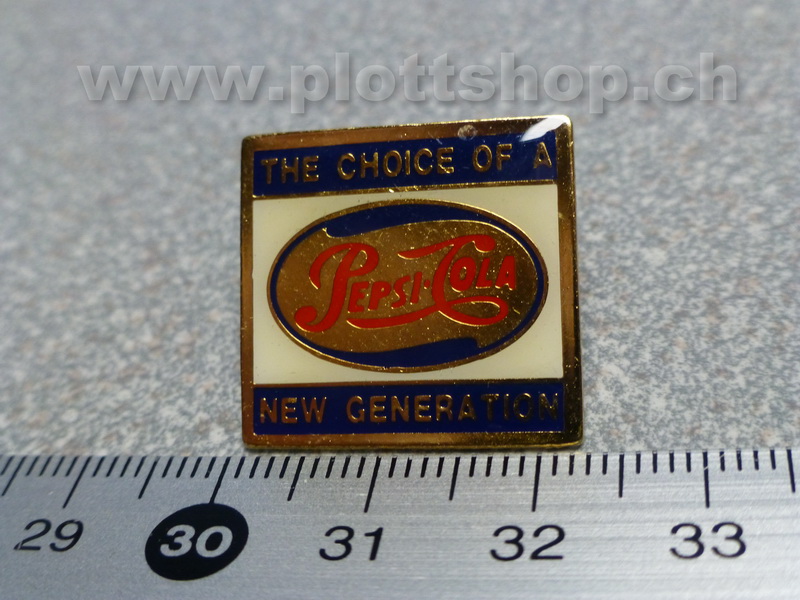 www.plottshop.ch
THE CHOICE OF A
PEPSI·COLA
NEW GENERATION
29 30 31 32 33